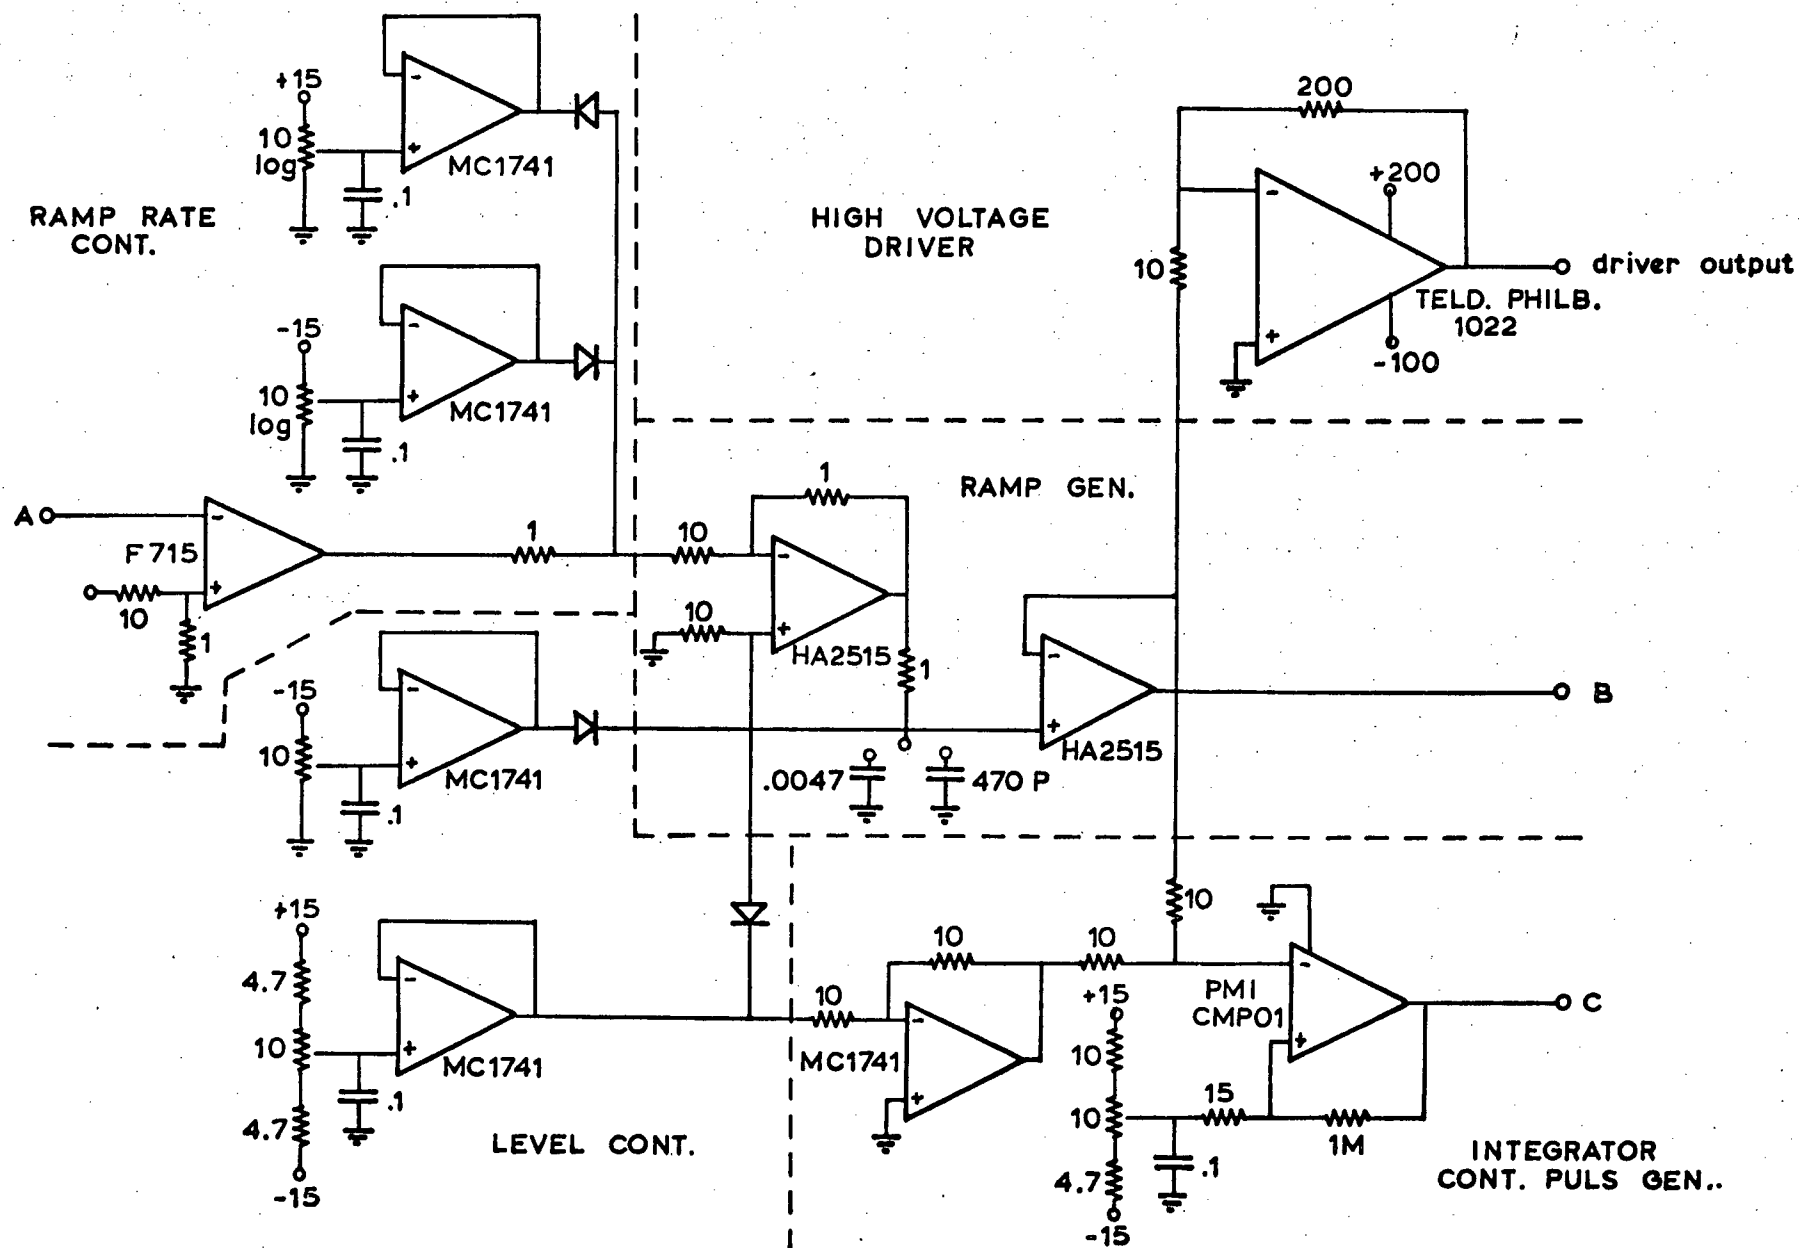 +15
10
log
-
+
MC1741
.1
RAMP RATE
CONT.
HIGH VOLTAGE
DRIVER
200
-
+200
10
+
-100
TELD. PHILB.
1022
driver output
-15
10
log
-
+
MC1741
.1
A
-
F 715
+
10
1
1
10
1
-
RAMP GEN.
10
+
HA2515
1
-
+
HA2515
B
-15
10
-
+
MC1741
.1
.0047
470 P
+15
4.7
10
4.7
-15
-
+
MC1741
.1
LEVEL CONT.
10
10
-
+
MC1741
10
10
+15
10
10
4.7
-15
.1
15
1M
PMI
CMP01
-
+
C
INTEGRATOR
CONT. PULS GEN..